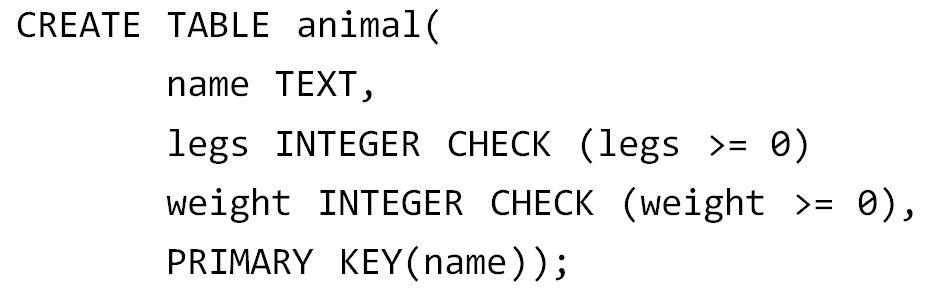 CREATE TABLE animal(
name TEXT,
legs INTEGER CHECK (legs >= 0)
weight INTEGER CHECK (weight >= 0),
PRIMARY KEY(name));